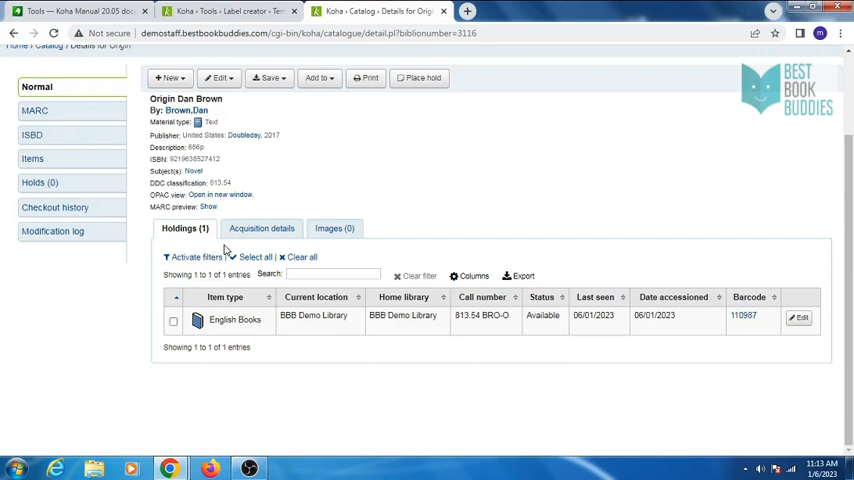 Tools — Koha Manual 20.05 doc
Koha › Tools › Label creator › Tem
Koha › Catalog › Details for Orig
m
Not secure | demostaff.bestbookbuddies.com/cgi-bin/koha/catalogue/detail.pl?biblionumber=3116
m
Home › Catalog › Details for Origin
Normal
MARC
ISBD
Items
Holds (0)
Checkout history
Modification log
New
Edit
Save
Add to
Print
Place hold
BEST
BOOK
BUDDIES
Origin Dan Brown
By: Brown,Dan
Material type: Text
Publisher: United States: Doubleday, 2017
Description: 656p
ISBN: 9219638527412
Subject(s): Novel
DDC classification: 813.54
OPAC view: Open in new window.
MARC preview: Show
Holdings (1)
Acquisition details
Images (0)
Activate filters | Select all | Clear all
Showing 1 to 1 of 1 entries Search: Clear filter Columns Export
Item type Current location Home library Call number Status Last seen Date accessioned Barcode
English Books BBB Demo Library BBB Demo Library 813.54 BRO-O Available 06/01/2023 06/01/2023 110987 Edit
Showing 1 to 1 of 1 entries
11:13 AM
1/6/2023